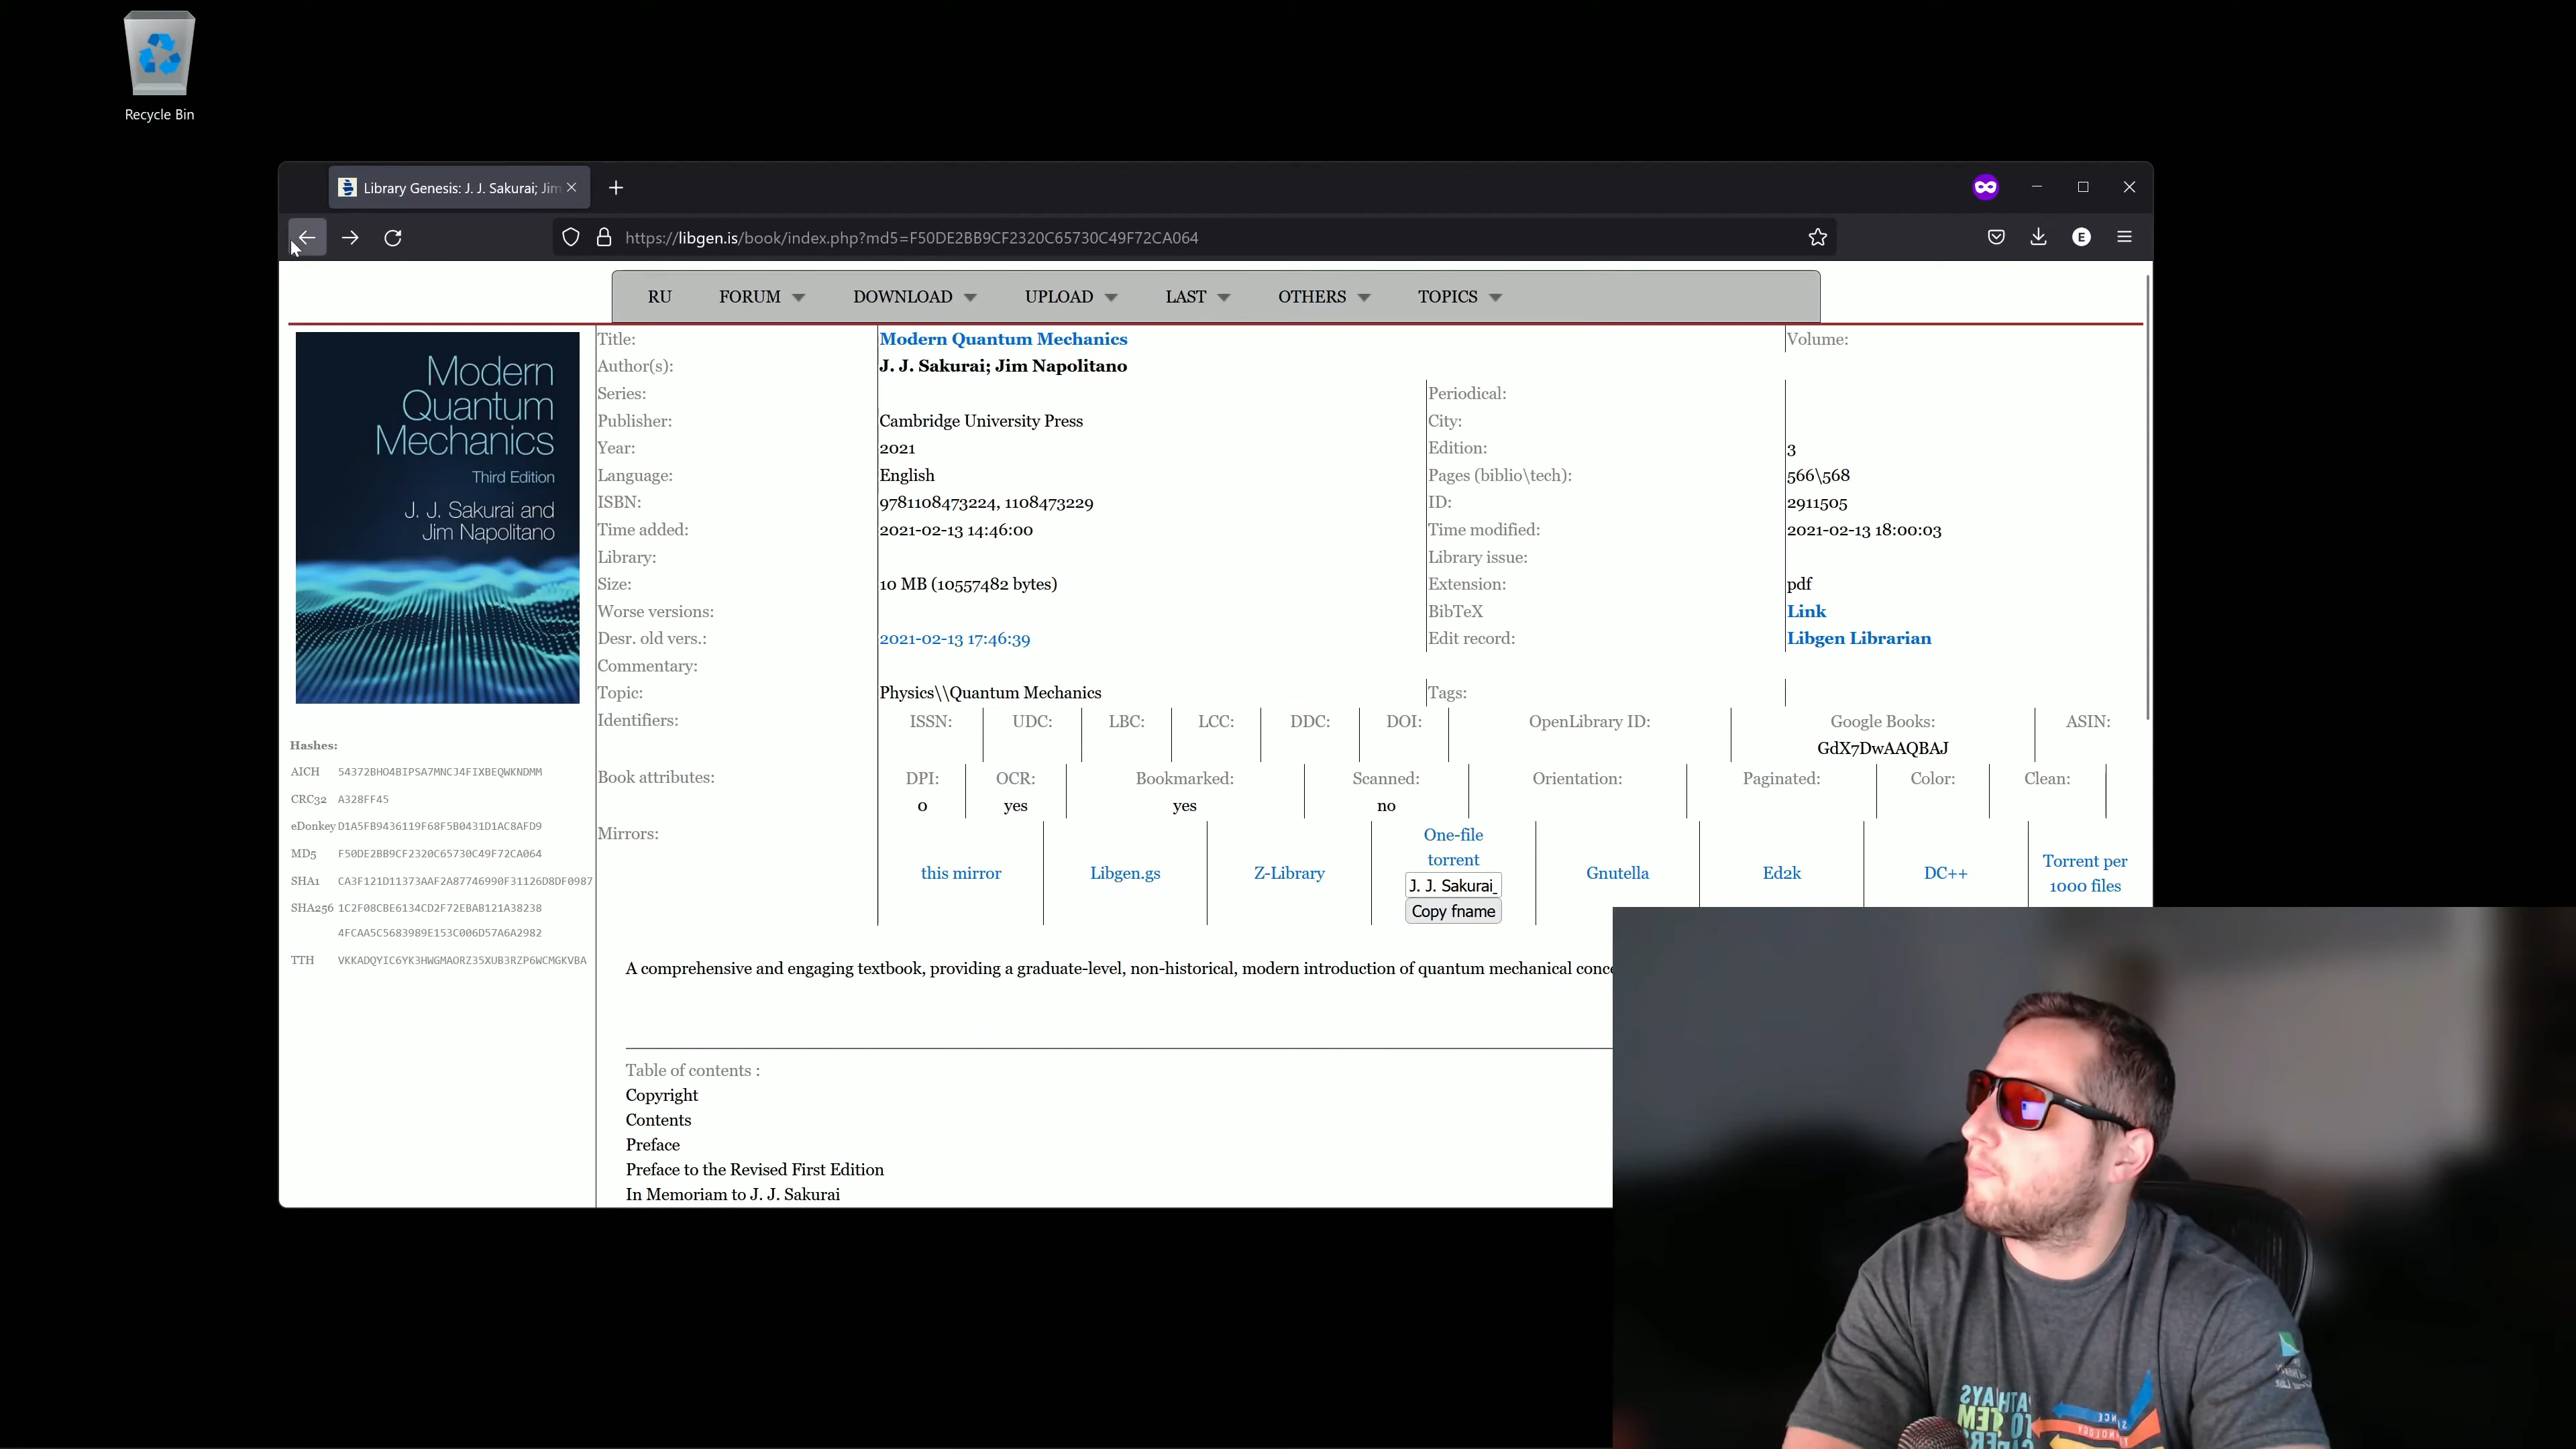 Recycle Bin
Library Genesis: J. J. Sakurai; Jim
https://libgen.is/book/index.php?md5=F50DE2BB9CF2320C65730C49F72CA064
RU FORUM DOWNLOAD UPLOAD LAST OTHERS TOPICS
Modern
Quantum
Mechanics
Third Edition
J. J. Sakurai and
Jim Napolitano
Hashes:
AICH 54372BHO4BIPSA7MNCJ4FIXBEQWKNDMM
CRC32 A328FF45
eDonkey D1A5FB9436119F68F5B0431D1AC8AFD9
MD5 F50DE2BB9CF2320C65730C49F72CA064
SHA1 CA3F121D11373AAF2A87746990F31126D8DF0987
SHA256 1C2F08CBE6134CD2F72EBAB121A38238
4FCAA5C5683989E153C006D57A6A2982
TTH VKKADQYIC6YK3HWGMAORZ35XUB3RZP6WCMGKVBA
Title: Modern Quantum Mechanics Volume:
Author(s): J. J. Sakurai; Jim Napolitano
Series: Periodical:
Publisher: Cambridge University Press City:
Year: 2021 Edition: 3
Language: English Pages (biblio\tech): 566\568
ISBN: 9781108473224, 1108473229 ID: 2911505
Time added: 2021-02-13 14:46:00 Time modified: 2021-02-13 18:00:03
Library: Library issue:
Size: 10 MB (10557482 bytes) Extension: pdf
Worse versions: BibTeX Link
Desr. old vers.: 2021-02-13 17:46:39 Edit record: Libgen Librarian
Commentary:
Topic: Physics\\Quantum Mechanics Tags:
Identifiers: ISSN: UDC: LBC: LCC: DDC: DOI: OpenLibrary ID: Google Books: ASIN:
GdX7DwAAQBAJ
Book attributes: DPI: OCR: Bookmarked: Scanned: Orientation: Paginated: Color: Clean:
0 yes yes no
Mirrors: this mirror Libgen.gs Z-Library One-file torrent Gnutella Ed2k DC++ Torrent per 1000 files
J. J. Sakurai_
Copy fname
A comprehensive and engaging textbook, providing a graduate-level, non-historical, modern introduction of quantum mechanical
Table of contents :
Copyright
Contents
Preface
Preface to the Revised First Edition
In Memoriam to J. J. Sakurai
E
PATHWAYS
TO STEM